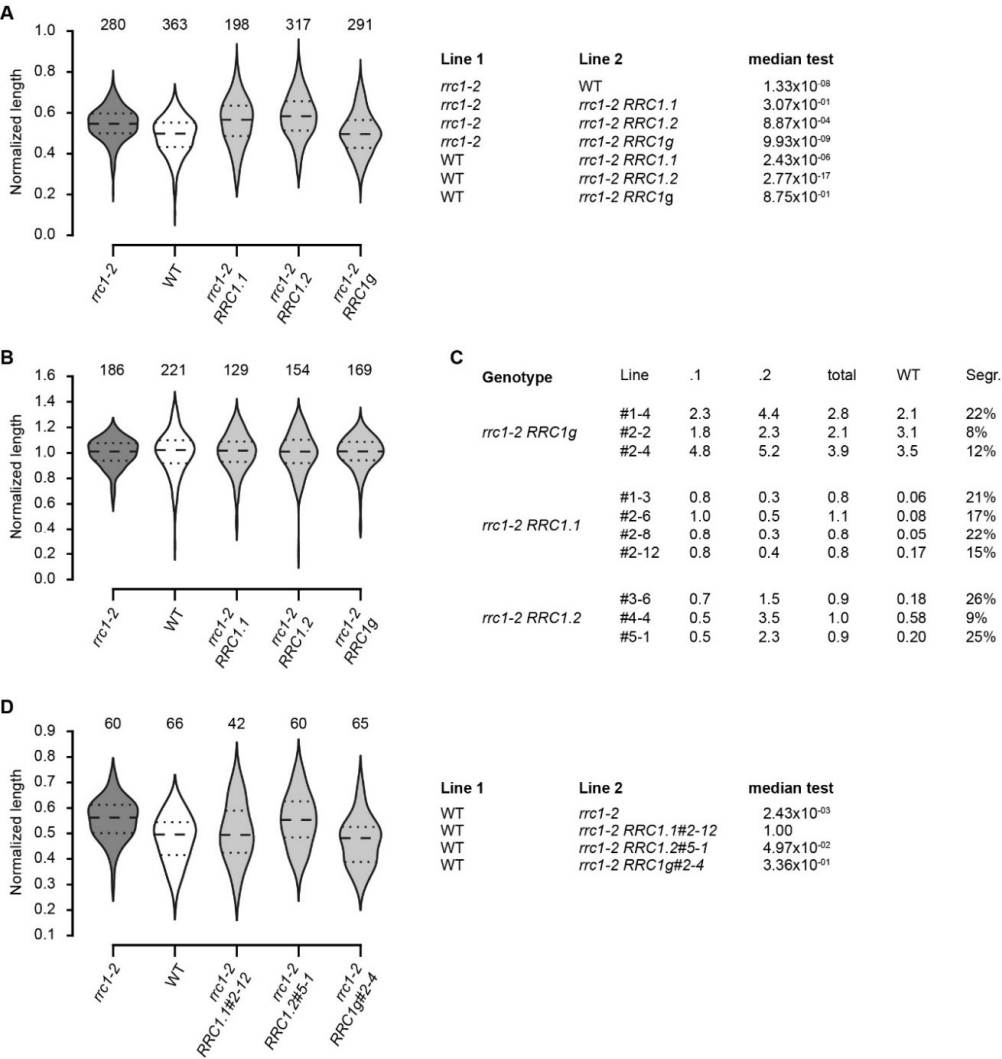 A
280 363 198 317 291
1.0
0.8
0.6
0.4
0.2
0.0
Normalized length
rrc1-2
WT
rrc1-2 RRC1.1
rrc1-2 RRC1.2
rrc1-2 RRC1g
Line 1 Line 2 median test
rrc1-2 WT 1.33x10-08
rrc1-2 rrc1-2 RRC1.1 3.07x10-01
rrc1-2 rrc1-2 RRC1.2 8.87x10-04
rrc1-2 rrc1-2 RRC1g 9.93x10-09
WT rrc1-2 RRC1.1 2.43x10-06
WT rrc1-2 RRC1.2 2.77x10-17
WT rrc1-2 RRC1g 8.75x10-01
B
186 221 129 154 169
1.6
1.4
1.2
1.0
0.8
0.6
0.4
0.2
0.0
Normalized length
rrc1-2
WT
rrc1-2 RRC1.1
rrc1-2 RRC1.2
rrc1-2 RRC1g
C
Genotype Line .1 .2 total WT Segr.
#1-4 2.3 4.4 2.8 2.1 22%
rrc1-2 RRC1g #2-2 1.8 2.3 2.1 3.1 8%
#2-4 4.8 5.2 3.9 3.5 12%
#1-3 0.8 0.3 0.8 0.06 21%
rrc1-2 RRC1.1 #2-6 1.0 0.5 1.1 0.08 17%
#2-8 0.8 0.3 0.8 0.05 22%
#2-12 0.8 0.4 0.8 0.17 15%
#3-6 0.7 1.5 0.9 0.18 26%
rrc1-2 RRC1.2 #4-4 0.5 3.5 1.0 0.58 9%
#5-1 0.5 2.3 0.9 0.20 25%
D
60 66 42 60 65
0.9
0.8
0.7
0.6
0.5
0.4
0.3
0.2
0.1
Normalized length
rrc1-2
WT
rrc1-2 RRC1.1#2-12
rrc1-2 RRC1.2#5-1
rrc1-2 RRC1g#2-4
Line 1 Line 2 median test
WT rrc1-2 2.43x10-03
WT rrc1-2 RRC1.1#2-12 1.00
WT rrc1-2 RRC1.2#5-1 4.97x10-02
WT rrc1-2 RRC1g#2-4 3.36x10-01